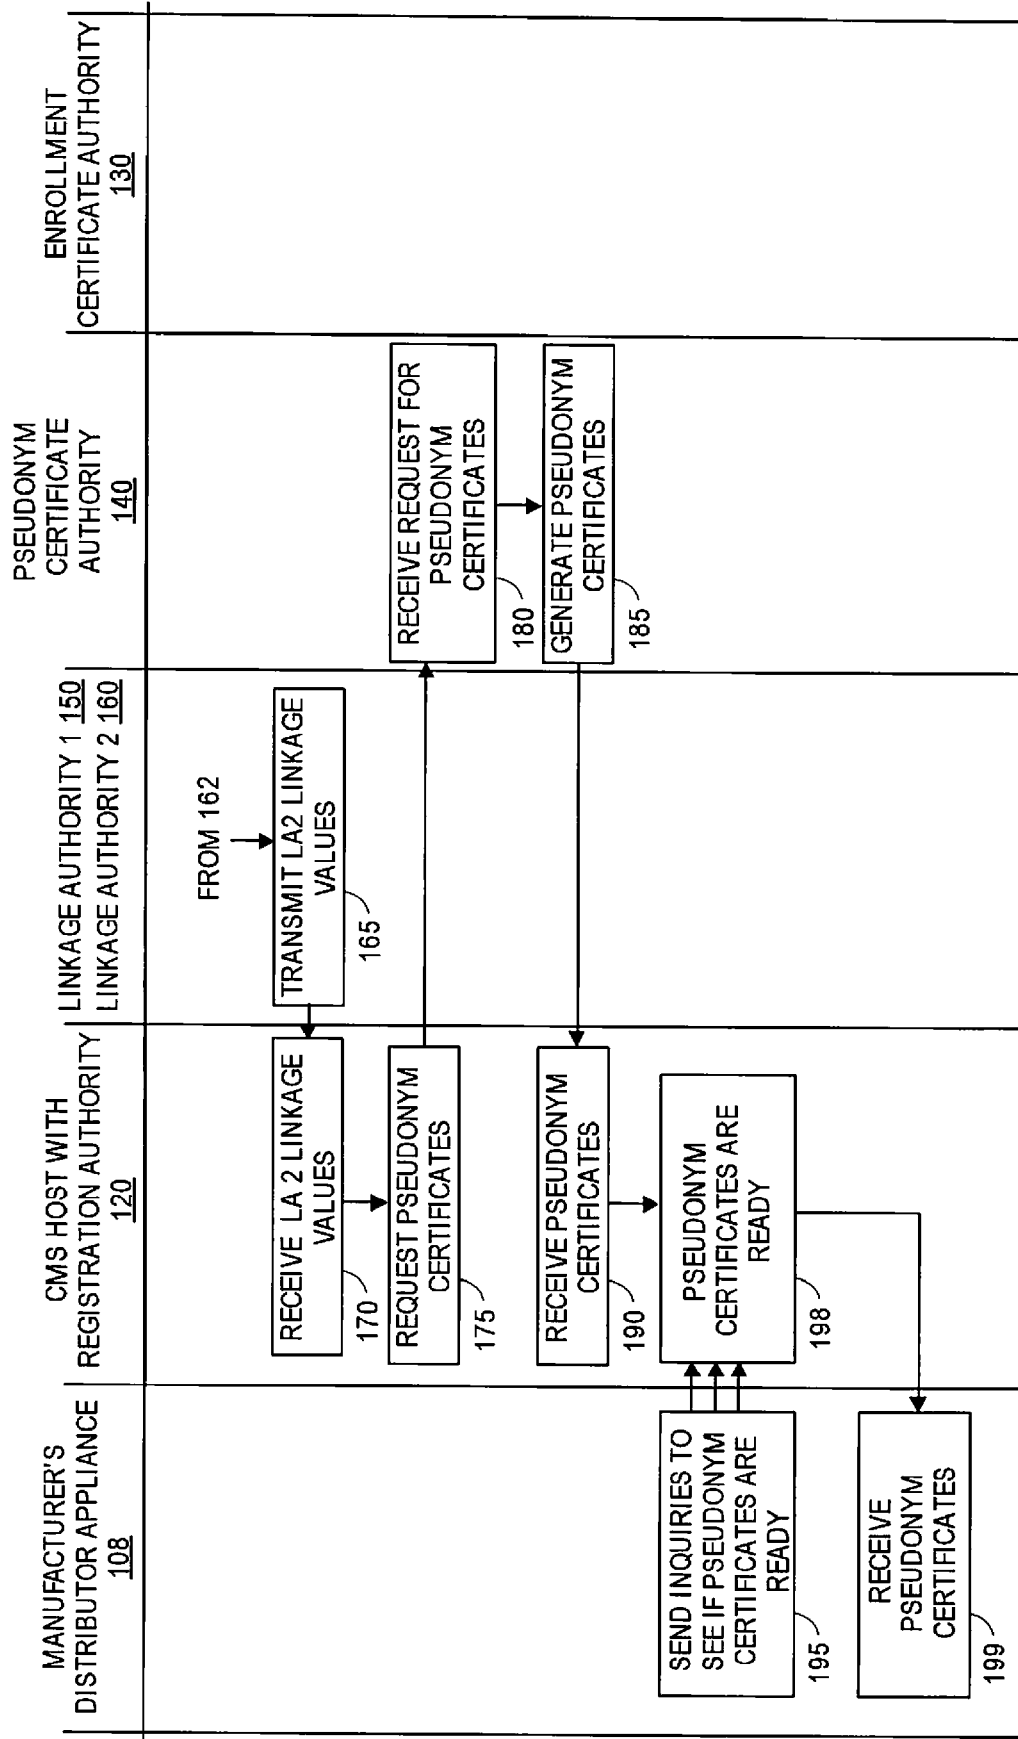 MANUFACTURER'S
DISTRIBUTOR APPLIANCE
108
CMS HOST WITH
REGISTRATION AUTHORITY
120
LINKAGE AUTHORITY 1 150
LINKAGE AUTHORITY 2 160
PSEUDONYM
CERTIFICATE
AUTHORITY
140
ENROLLMENT
CERTIFICATE AUTHORITY
130
FROM 162
TRANSMIT LA2 LINKAGE
VALUES
165
RECEIVE LA 2 LINKAGE
VALUES
170
REQUEST PSEUDONYM
CERTIFICATES
175
RECEIVE REQUEST FOR
PSEUDONYM
CERTIFICATES
180
GENERATE PSEUDONYM
CERTIFICATES
185
RECEIVE PSEUDONYM
CERTIFICATES
190
SEND INQUIRIES TO
SEE IF PSEUDONYM
CERTIFICATES ARE
READY
195
PSEUDONYM
CERTIFICATES ARE
READY
198
RECEIVE
PSEUDONYM
CERTIFICATES
199